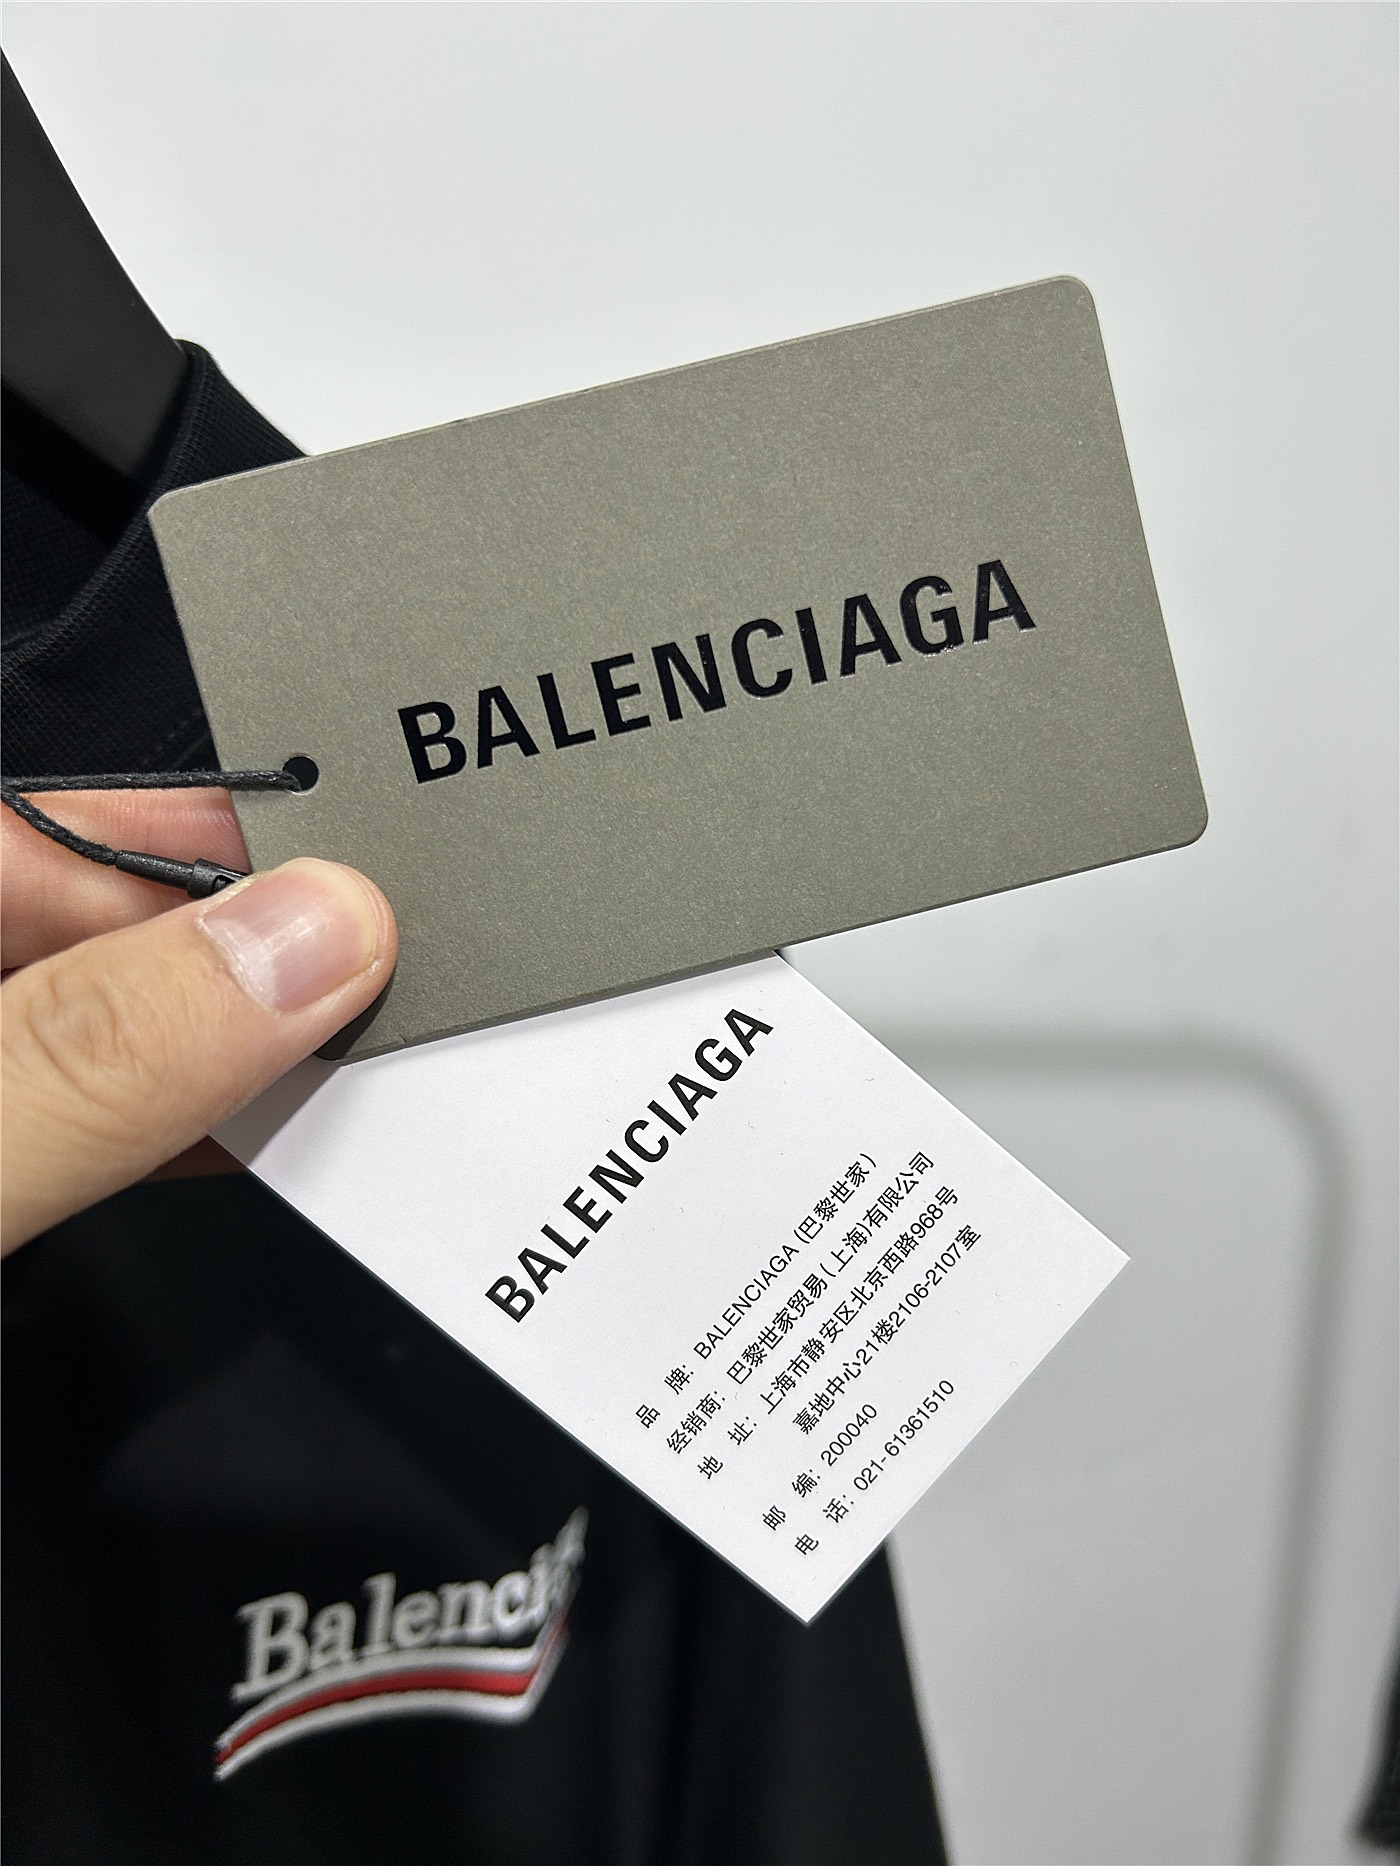 BALENCIAGA
BALENCIAGA
品 牌: BALENCIAGA (巴黎世家)
经销商: 巴黎世家贸易(上海)有限公司
地 址: 上海市静安区北京西路968号
嘉地中心21楼2106-2107室
邮 编: 200040
电 话: 021- 61361510
Balencia